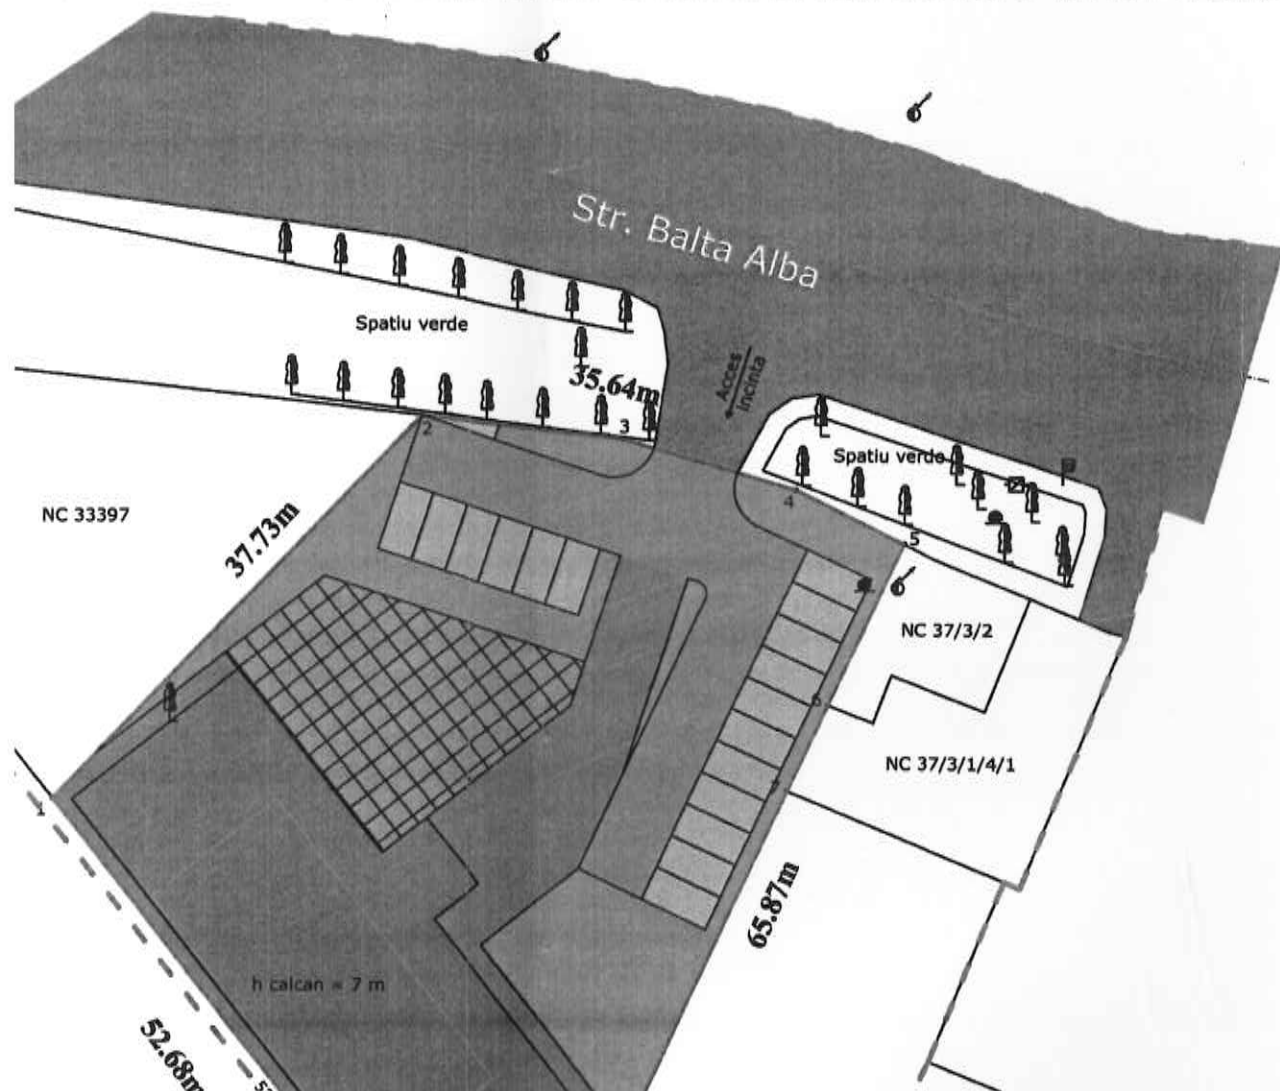 Str. Balta Alba
Spatiu verde
35.64m
Acces
Incinta
3
2
Spatiu verde
4
5
NC 33397
37.73m
NC 37/3/2
6
NC 37/3/1/4/1
7
1
65.87m
h calcan = 7 m
52.68m